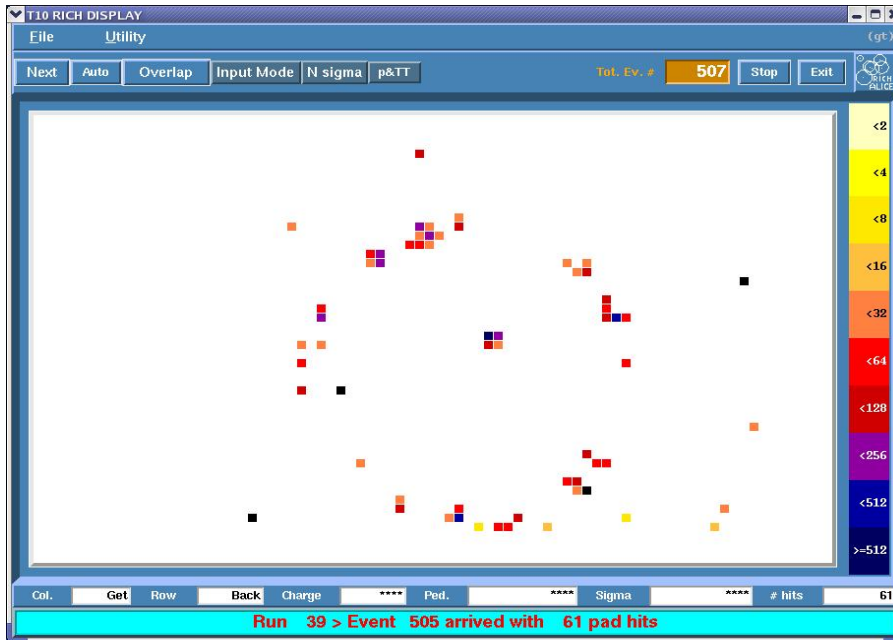 T10 RICH DISPLAY
File Utility (gt)
Next Auto Overlap Input Mode N sigma p&TT Tot. Ev. # 507 Stop Exit
RICH
ALICE
<2
<4
<8
<16
<32
<64
<128
<256
<512
>=512
Col. Get Row Back Charge **** Ped. **** Sigma **** # hits 61
Run 39 > Event 505 arrived with 61 pad hits